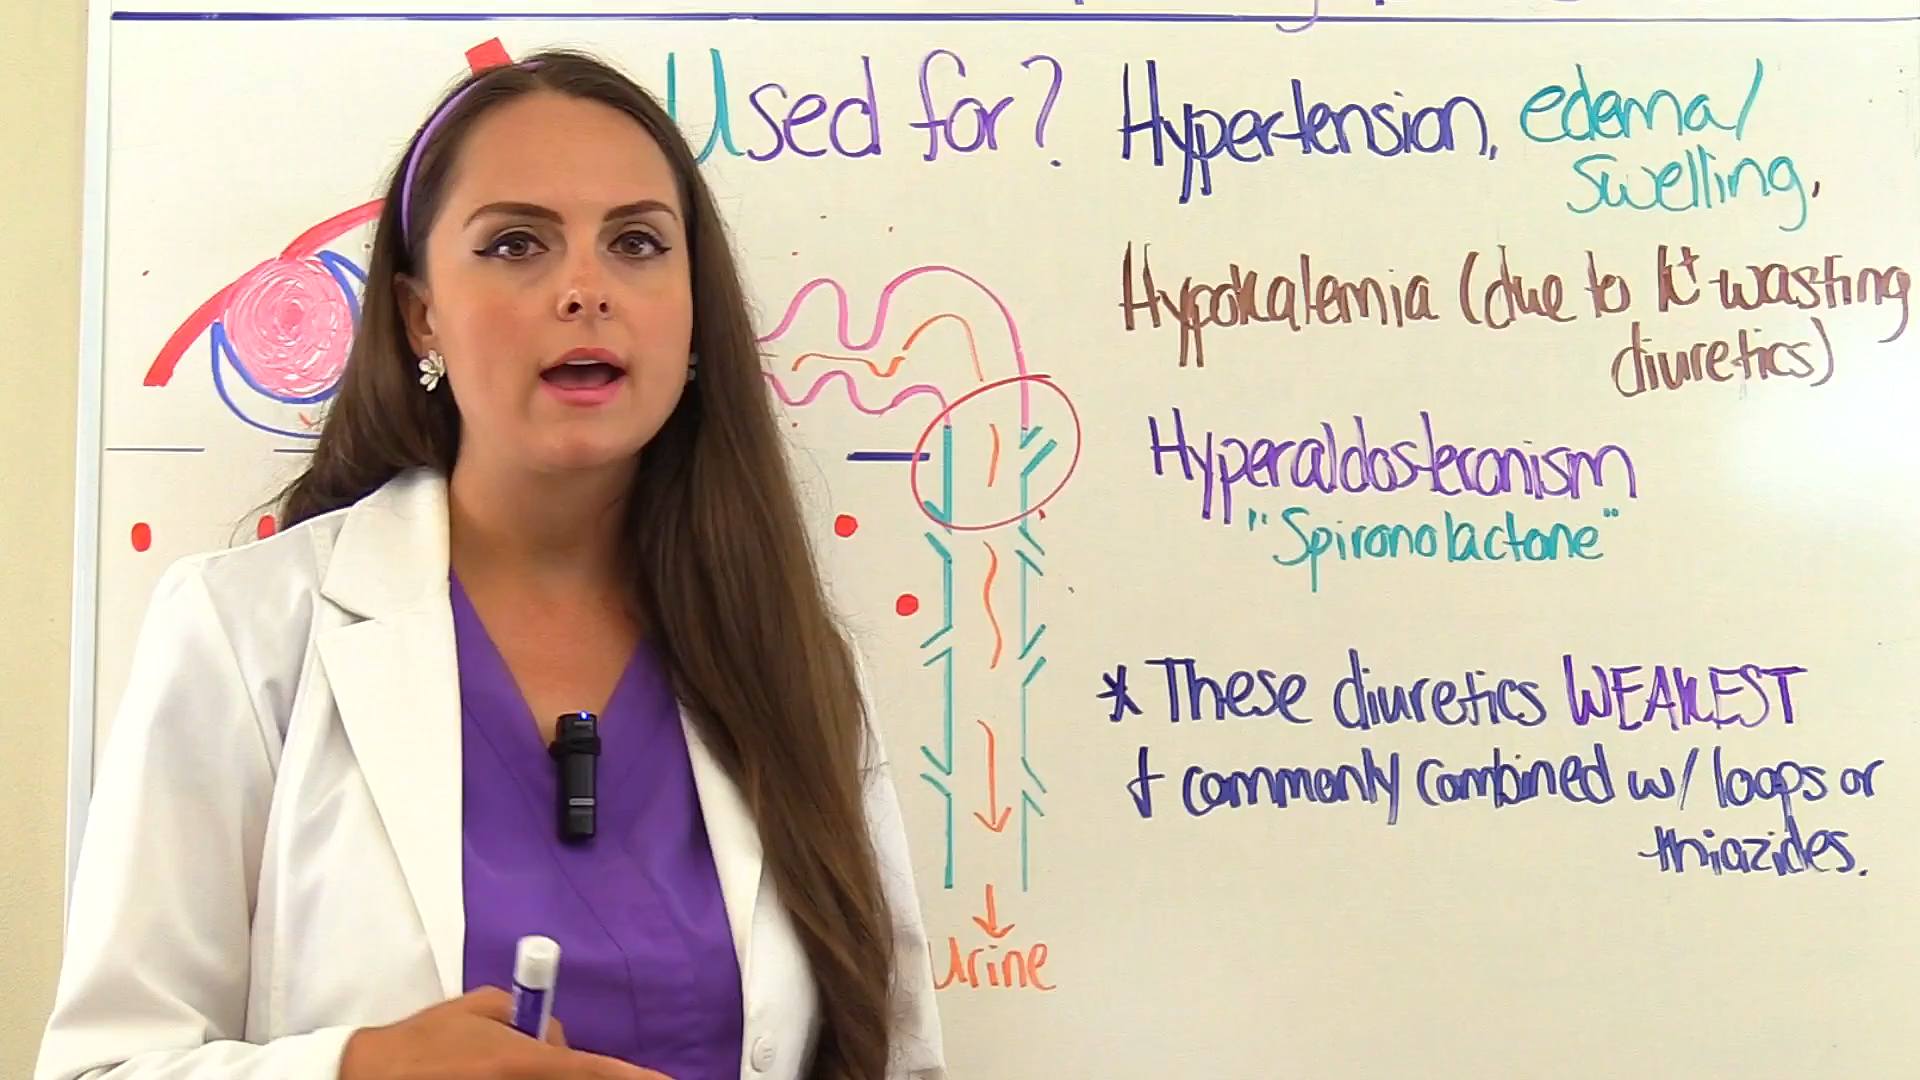 Used for? Hypertension, edema/
swelling,
Hypokalemia (due to K+ wasting
diuretics)
Hyperaldosteronism
"Spironolactone"
* These diuretics WEAKEST
& commonly combined w/ loops or
thiazides.
Urine